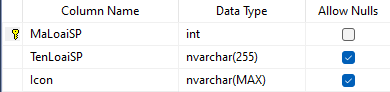 Column Name Data Type Allow Nulls
MaLoaiSP int
TenLoaiSP nvarchar(255)
Icon nvarchar(MAX)